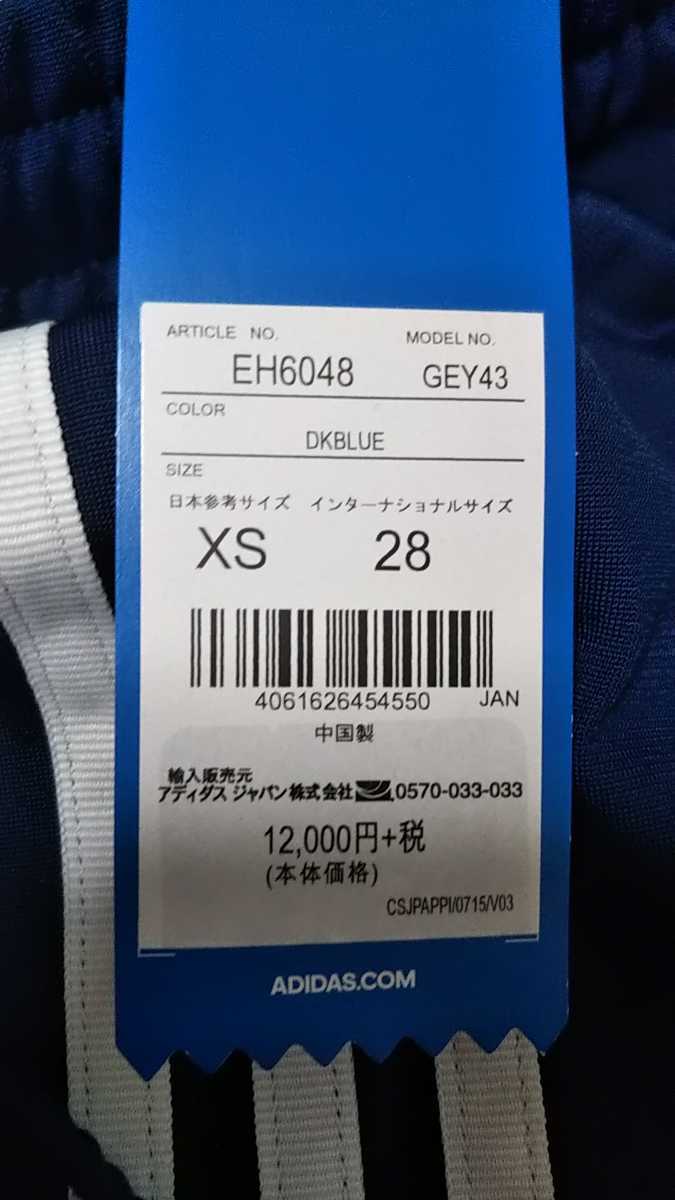 ARTICLE NO. MODEL NO.
EH6048 GEY43
COLOR
DKBLUE
SIZE
日本参考サイズ インターナショナルサイズ
XS 28
4061626454550 JAN
中国製
輸入販売元
アディダス ジャパン株式会社 0570-033-033
12,000円+税
(本体価格)
CSJPAPPI/0715/V03
ADIDAS.COM